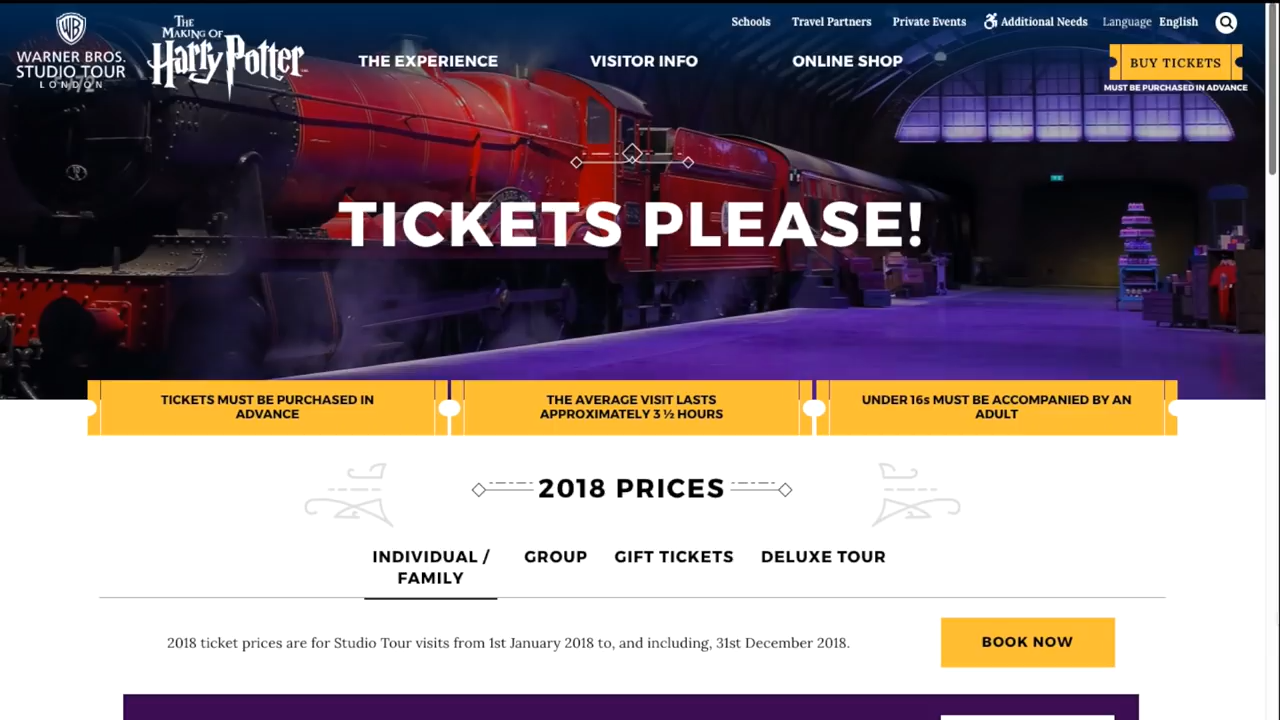 Schools Travel Partners Private Events Additional Needs Language English
WB
WARNER BROS.
STUDIO TOUR
LONDON
THE
MAKING OF
Harry Potter
THE EXPERIENCE VISITOR INFO ONLINE SHOP
BUY TICKETS
MUST BE PURCHASED IN ADVANCE
TICKETS PLEASE!
TICKETS MUST BE PURCHASED IN
ADVANCE
THE AVERAGE VISIT LASTS
APPROXIMATELY 3 ½ HOURS
UNDER 16s MUST BE ACCOMPANIED BY AN
ADULT
2018 PRICES
INDIVIDUAL /
FAMILY
GROUP
GIFT TICKETS
DELUXE TOUR
2018 ticket prices are for Studio Tour visits from 1st January 2018 to, and including, 31st December 2018.
BOOK NOW